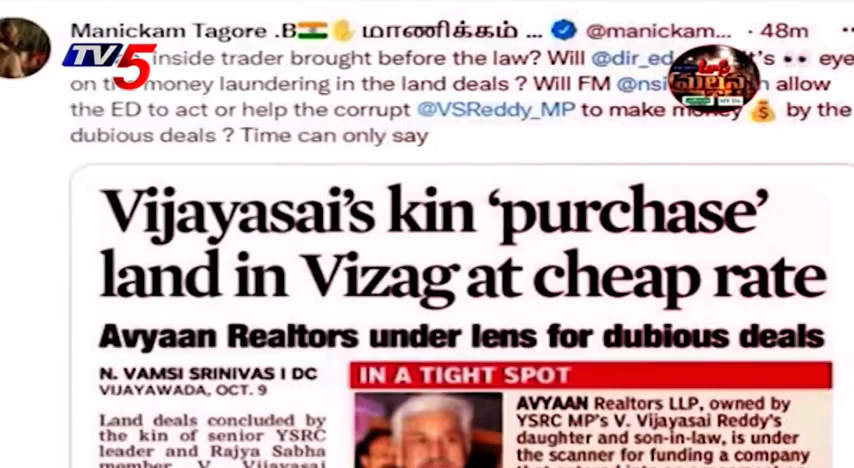 Manickam Tagore .B🇮🇳✋மாணிக்கம் ... @manickam... · 48m
TV5
inside trader brought before the law? Will @dir_ed 's 👀 eye
on money laundering in the land deals ? Will FM @nsi allow
the ED to act or help the corrupt @VSReddy_MP to make money 💰 by the
dubious deals ? Time can only say
Vijayasai's kin 'purchase'
land in Vizag at cheap rate
Avyaan Realtors under lens for dubious deals
N. VAMSI SRINIVAS I DC
VIJAYAWADA, OCT. 9
Land deals concluded by
the kin of senior YSRC
leader and Rajya Sabha
member V. Vijayasai
IN A TIGHT SPOT
AVYAAN Realtors LLP, owned by
YSRC MP's V. Vijayasai Reddy's
daughter and son-in-law, is under
the scanner for funding a company